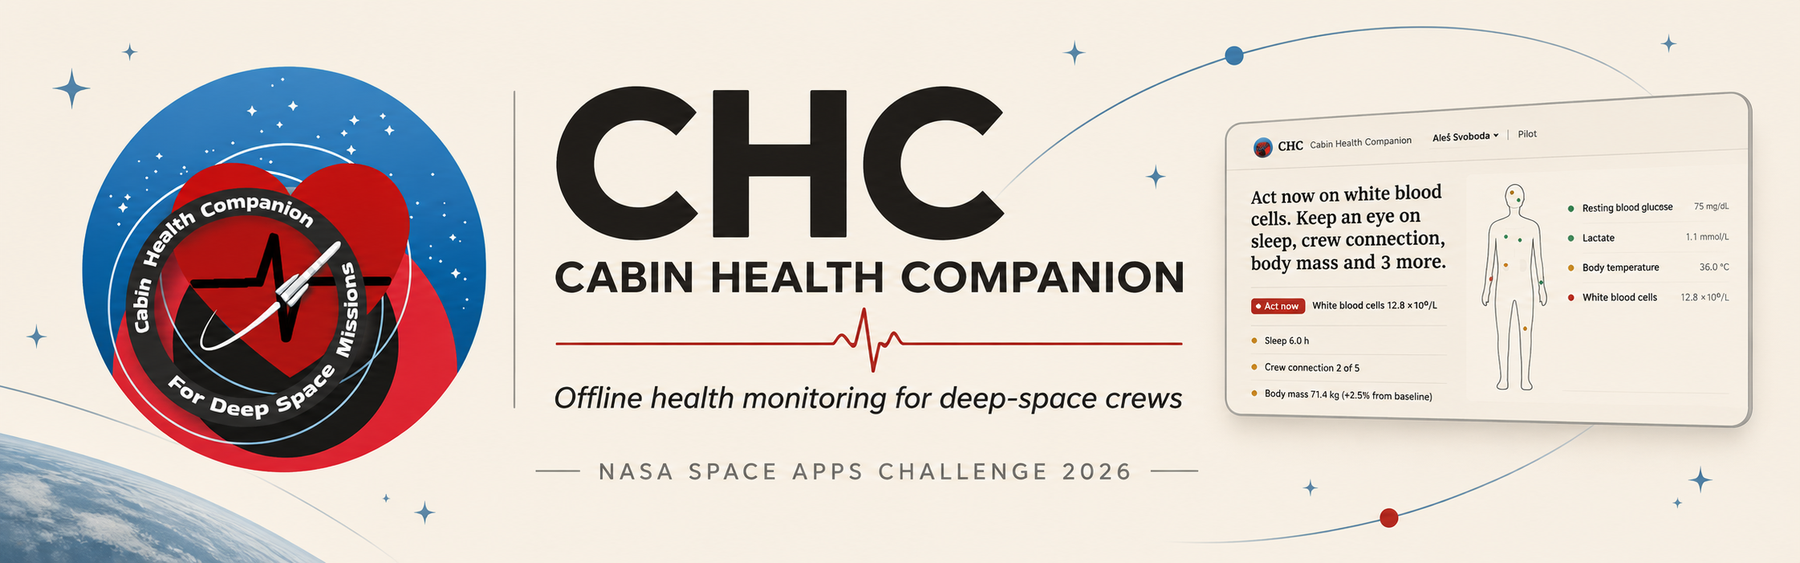 Cabin Health Companion
For Deep Space Missions
CHC
CABIN HEALTH COMPANION
Offline health monitoring for deep-space crews
NASA SPACE APPS CHALLENGE 2026
CHC Cabin Health Companion Aleš Svoboda | Pilot
Act now on white blood
cells. Keep an eye on
sleep, crew connection,
body mass and 3 more.
Act now White blood cells 12.8 ×10⁹/L
Sleep 6.0 h
Crew connection 2 of 5
Body mass 71.4 kg (+2.5% from baseline)
Resting blood glucose 75 mg/dL
Lactate 1.1 mmol/L
Body temperature 36.0 °C
White blood cells 12.8 ×10⁹/L